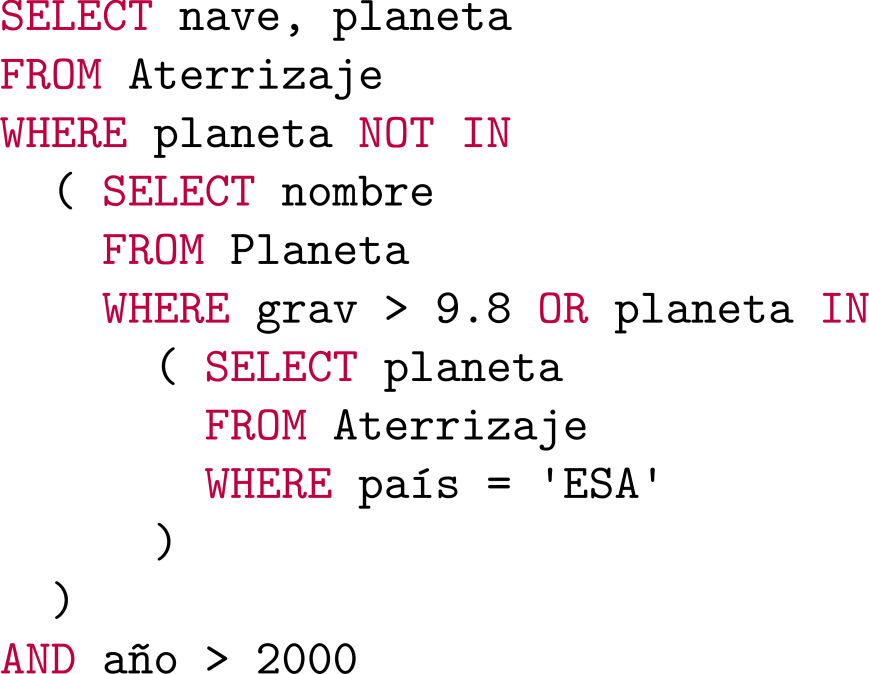 SELECT nave, planeta
FROM Aterrizaje
WHERE planeta NOT IN
( SELECT nombre
FROM Planeta
WHERE grav > 9.8 OR planeta IN
( SELECT planeta
FROM Aterrizaje
WHERE país = 'ESA'
)
)
AND año > 2000